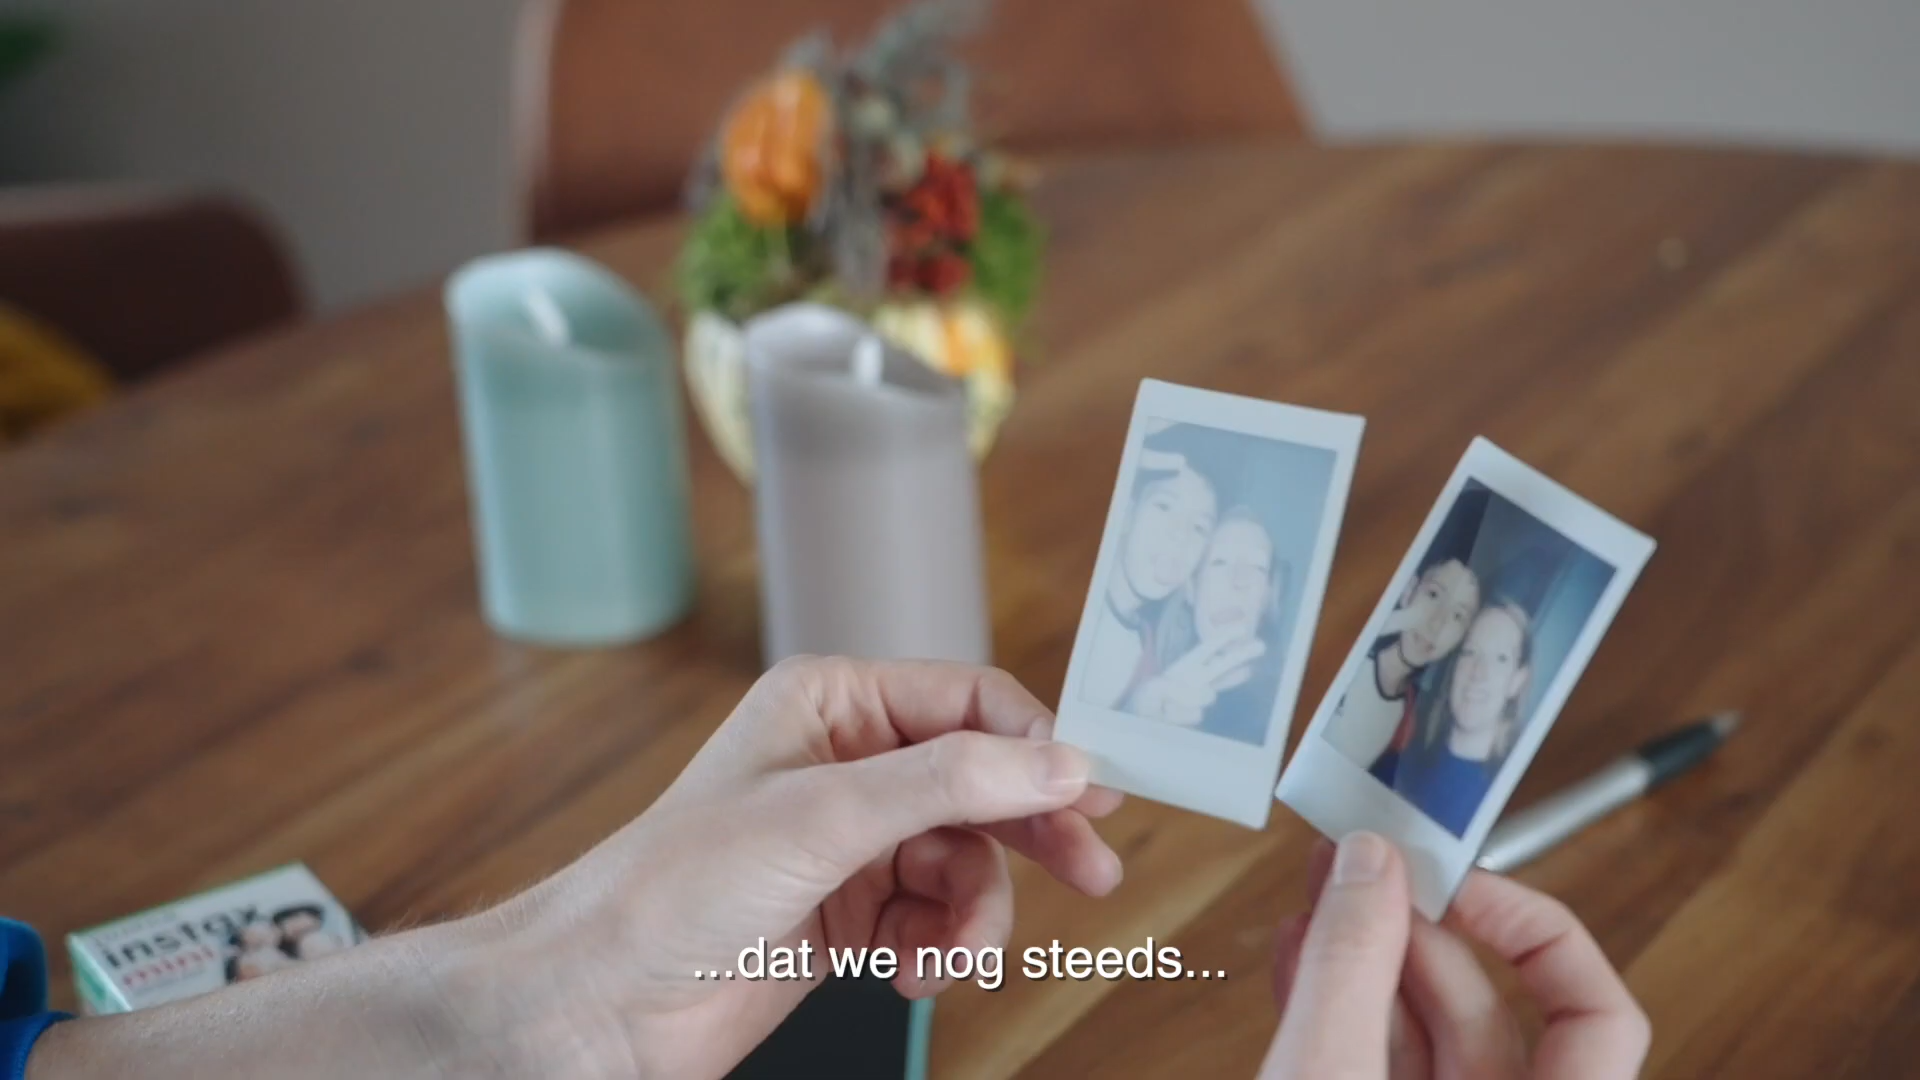 instax
mini
...dat we nog steeds...